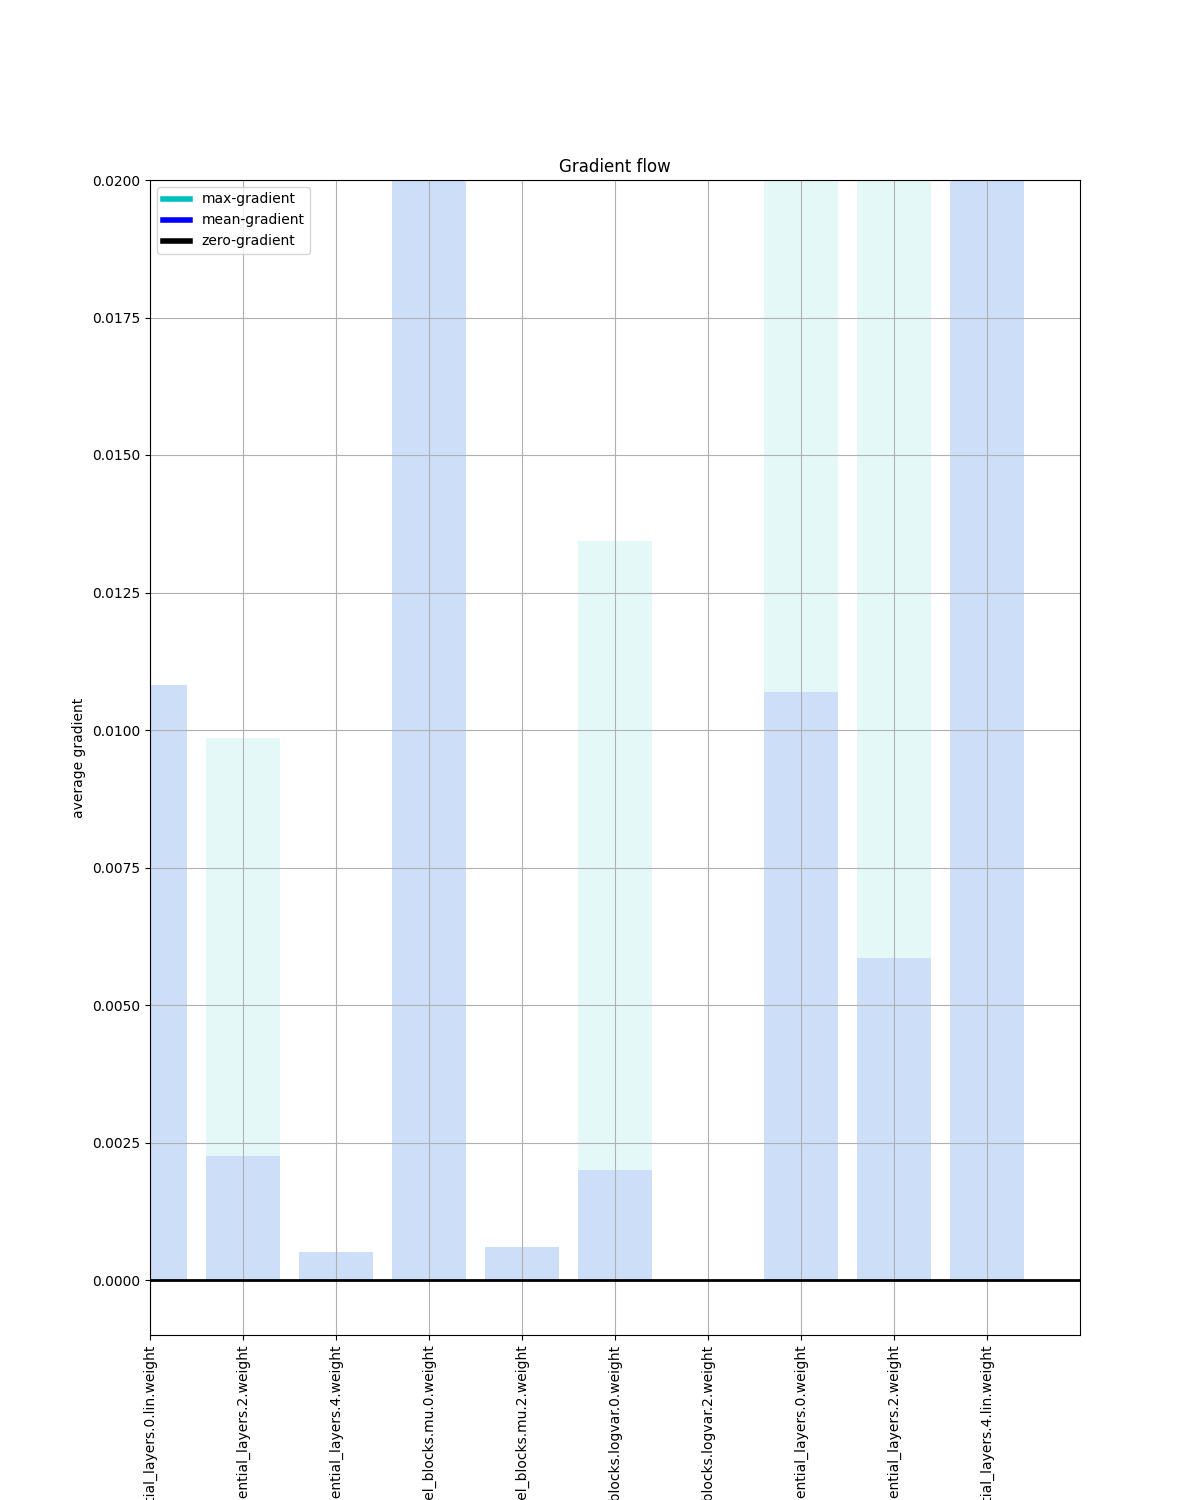 Gradient flow
max-gradient
mean-gradient
zero-gradient
0.0200
0.0175
0.0150
0.0125
0.0100
0.0075
0.0050
0.0025
0.0000
average gradient
tial_layers.0.lin.weight
ential_layers.2.weight
ential_layers.4.weight
el_blocks.mu.0.weight
el_blocks.mu.2.weight
blocks.logvar.0.weight
blocks.logvar.2.weight
ential_layers.0.weight
ential_layers.2.weight
tial_layers.4.lin.weight